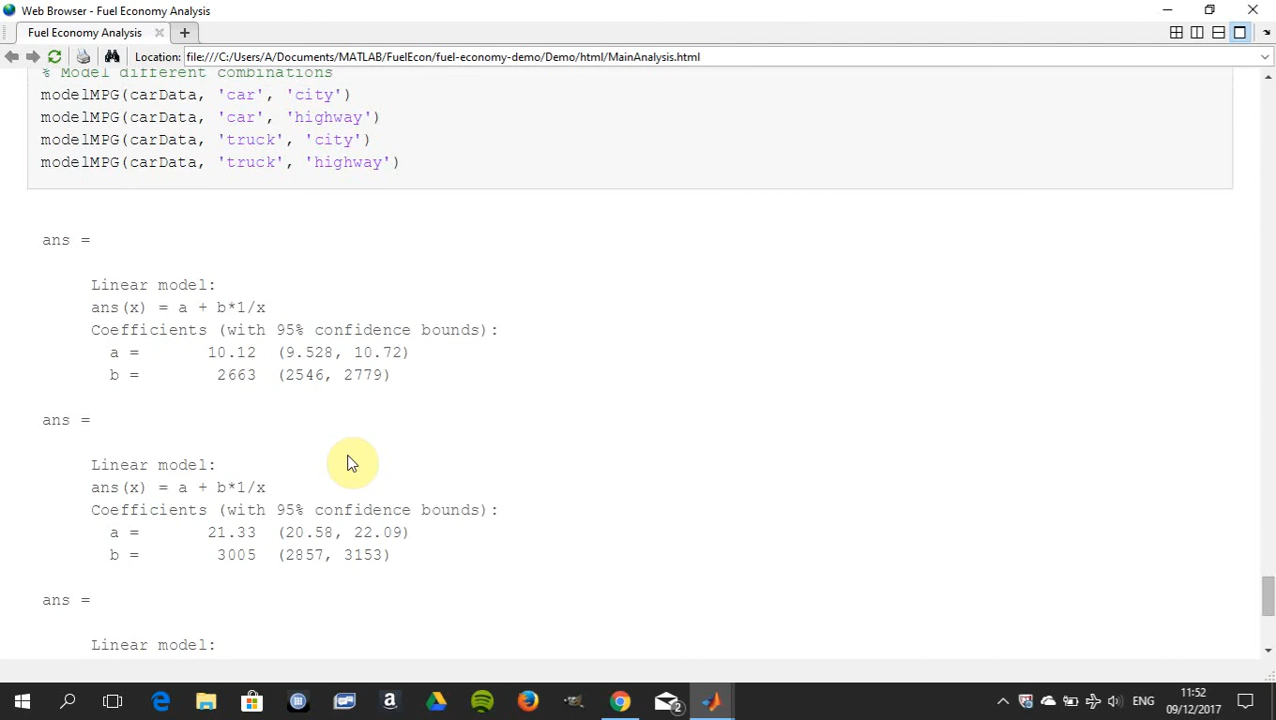 Web Browser - Fuel Economy Analysis
Fuel Economy Analysis
Location: file:///C:/Users/A/Documents/MATLAB/FuelEcon/fuel-economy-demo/Demo/html/MainAnalysis.html
% Model different combinations
modelMPG(carData, 'car', 'city')
modelMPG(carData, 'car', 'highway')
modelMPG(carData, 'truck', 'city')
modelMPG(carData, 'truck', 'highway')
ans =
Linear model:
ans(x) = a + b*1/x
Coefficients (with 95% confidence bounds):
a = 10.12 (9.528, 10.72)
b = 2663 (2546, 2779)
ans =
Linear model:
ans(x) = a + b*1/x
Coefficients (with 95% confidence bounds):
a = 21.33 (20.58, 22.09)
b = 3005 (2857, 3153)
ans =
Linear model:
a
2
ENG
11:52
09/12/2017